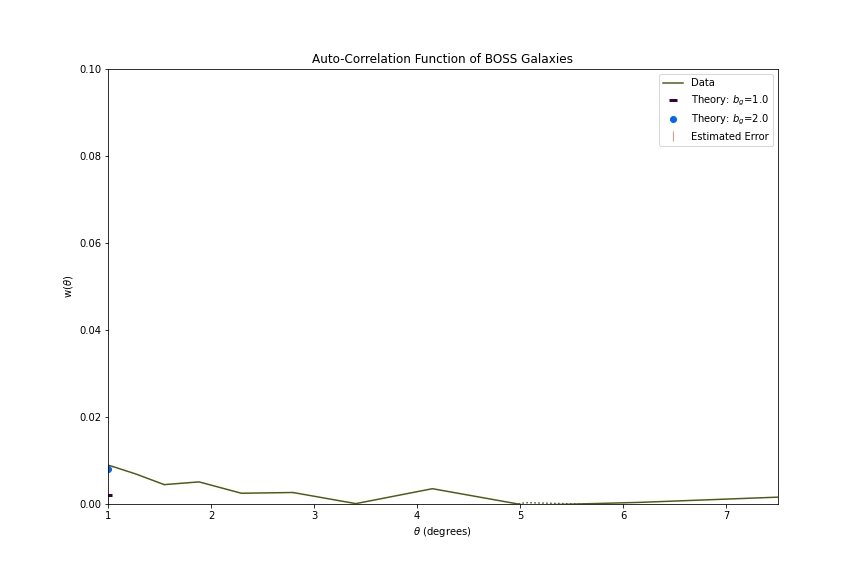 Auto-Correlation Function of BOSS Galaxies
Data
Theory: b_g=1.0
Theory: b_g=2.0
Estimated Error
w(θ)
0.10
0.08
0.06
0.04
0.02
0.00
1 2 3 4 5 6 7
θ (degrees)